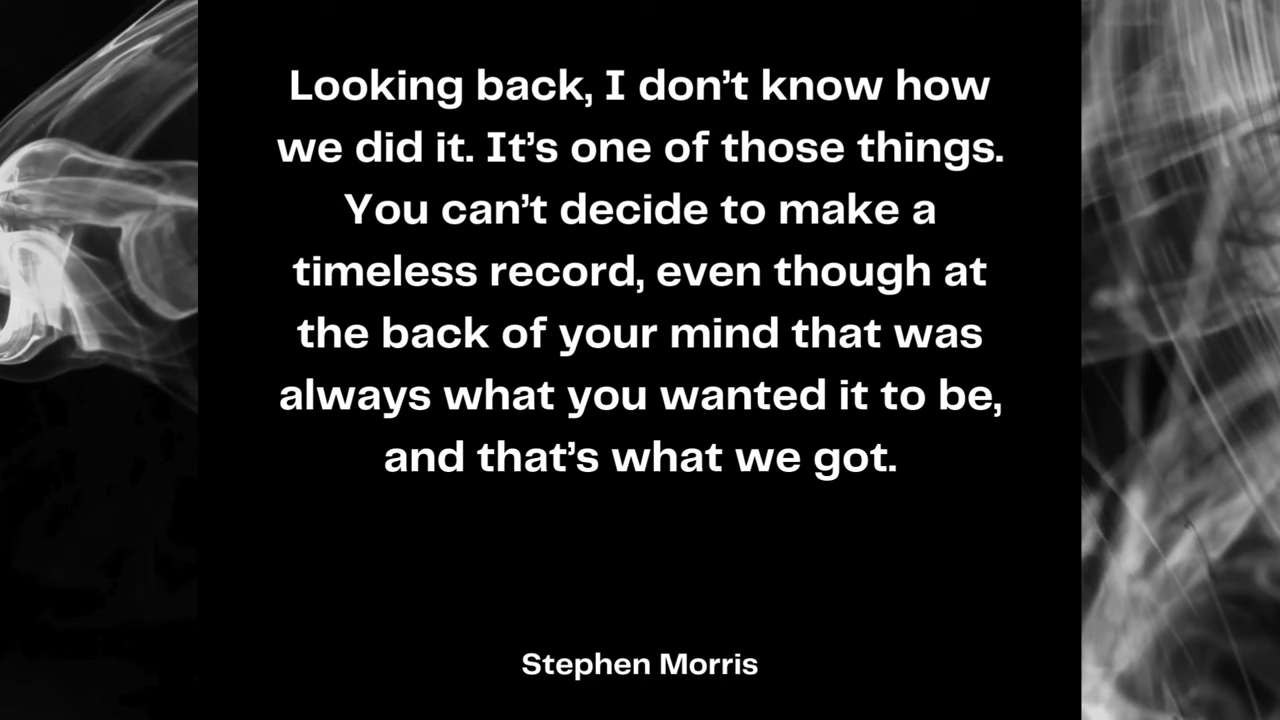 Looking back, I don’t know how
we did it. It’s one of those things.
You can’t decide to make a
timeless record, even though at
the back of your mind that was
always what you wanted it to be,
and that’s what we got.
Stephen Morris